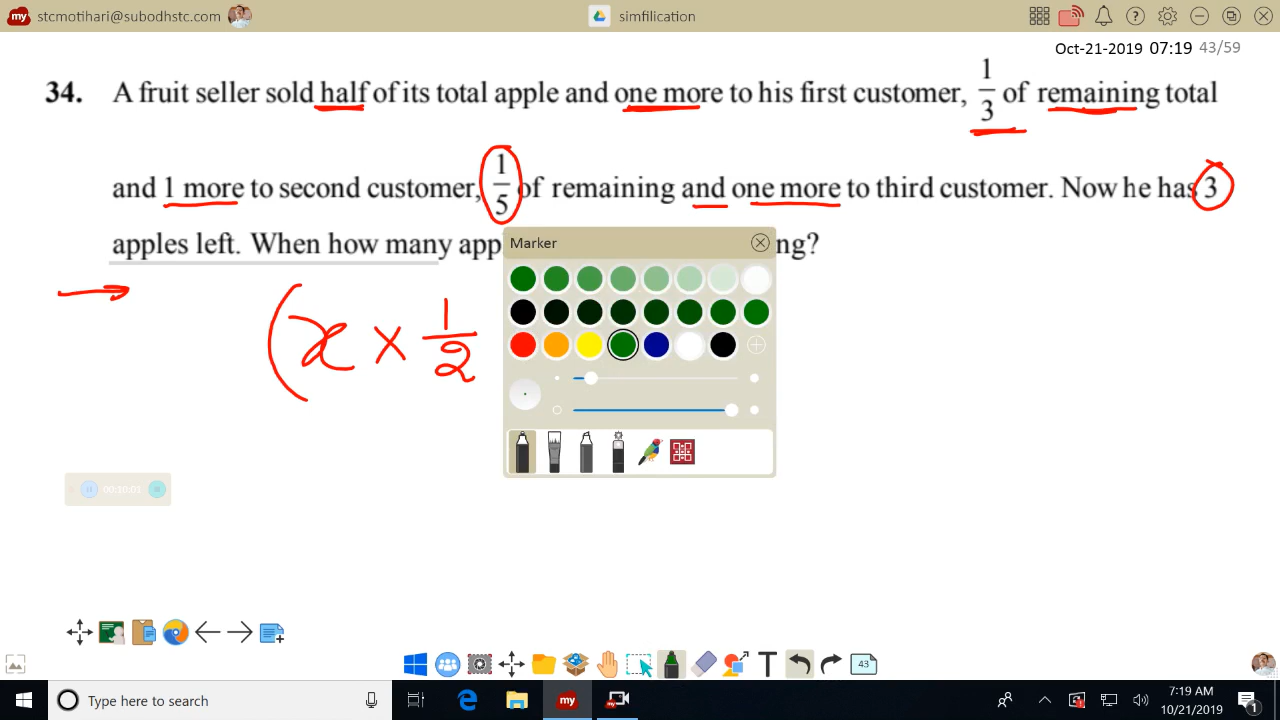 my stcmotihari@subodhstc.com simfilication
Oct-21-2019 07:19 43/59
34. A fruit seller sold half of its total apple and one more to his first customer, 1/3 of remaining total
and 1 more to second customer, 1/5 of remaining and one more to third customer. Now he has 3
apples left. When how many app ng?
Marker
(x × 1/2
00:10:01
43
Type here to search my 7:19 AM
10/21/2019 1